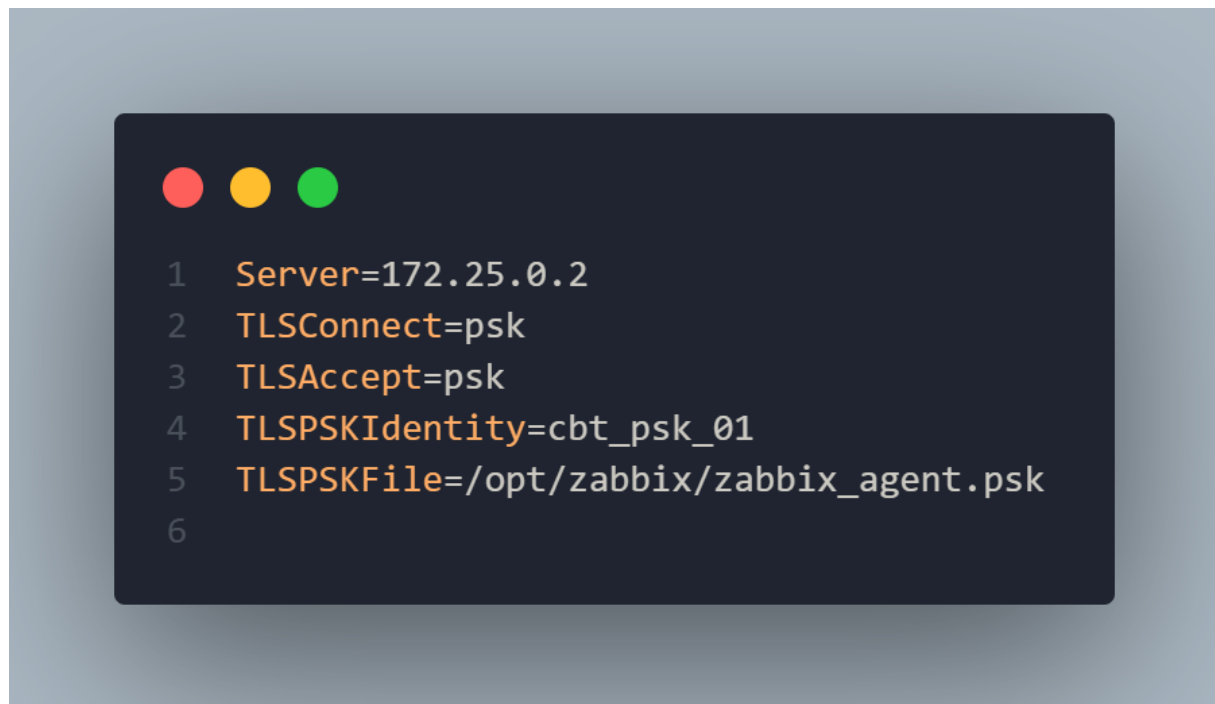 1 Server=172.25.0.2
2 TLSConnect=psk
3 TLSAccept=psk
4 TLSPSKIdentity=cbt_psk_01
5 TLSPSKFile=/opt/zabbix/zabbix_agent.psk
6